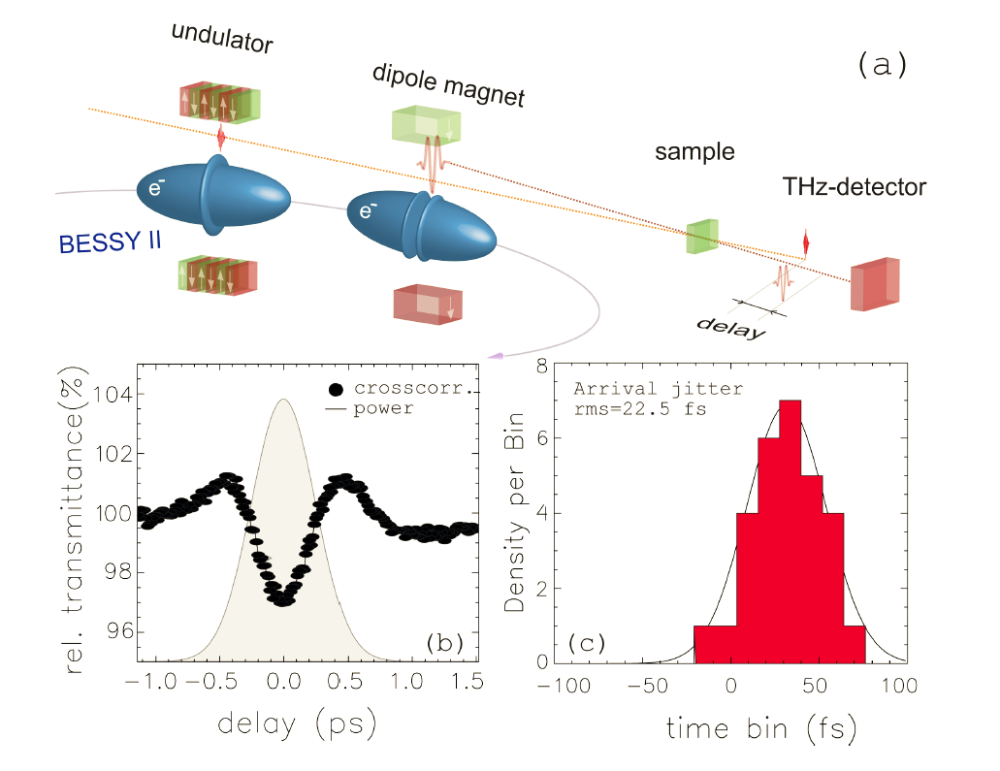 undulator
dipole magnet
(a)
sample
THz-detector
e-
e-
BESSY II
delay
rel. transmittance(%)
104
102
100
98
96
crosscorr.
power
(b)
-1.0
-0.5
0.0
0.5
1.0
1.5
delay (ps)
Density per Bin
8
6
4
2
0
Arrival jitter
rms=22.5 fs
(c)
-100
-50
0
50
100
time bin (fs)